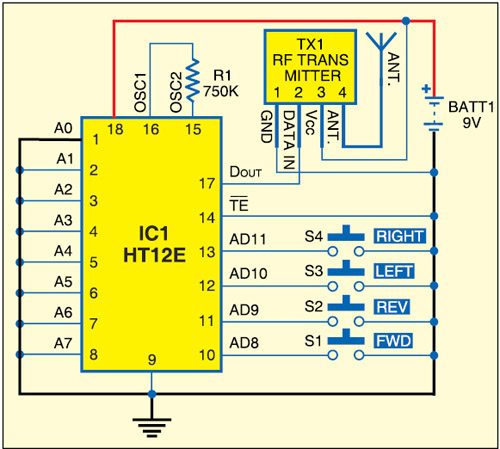 TX1
RF TRANS
MITTER
1 2 3 4
GND
DATA IN
Vcc
ANT.
ANT.
BATT1
9V
+
OSC1
OSC2
R1
750K
18 16 15
A0 1
A1 2
A2 3
A3 4
A4 5
A5 6
A6 7
A7 8
IC1
HT12E
9
17 DOUT
14 TE
13 AD11 S4 RIGHT
12 AD10 S3 LEFT
11 AD9 S2 REV
10 AD8 S1 FWD